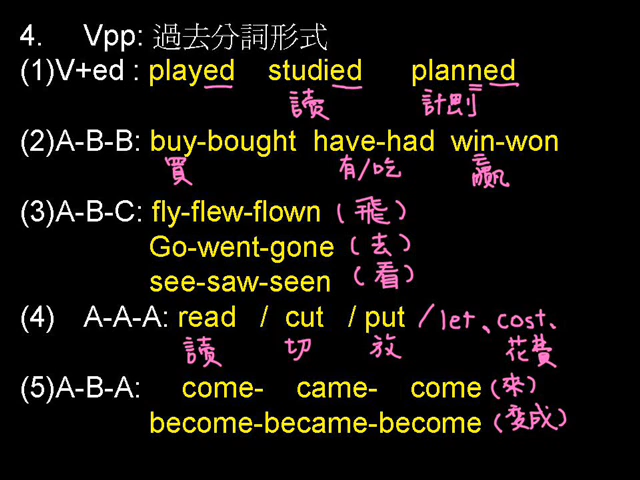 4. Vpp: 過去分詞形式
(1)V+ed : played studied planned
讀 計劃
(2)A-B-B: buy-bought have-had win-won
買 有/吃 贏
(3)A-B-C: fly-flew-flown (飛)
Go-went-gone (去)
see-saw-seen (看)
(4) A-A-A: read / cut / put /let、cost、
讀 切 放 花費
(5)A-B-A: come- came- come (來)
become-became-become (变成)